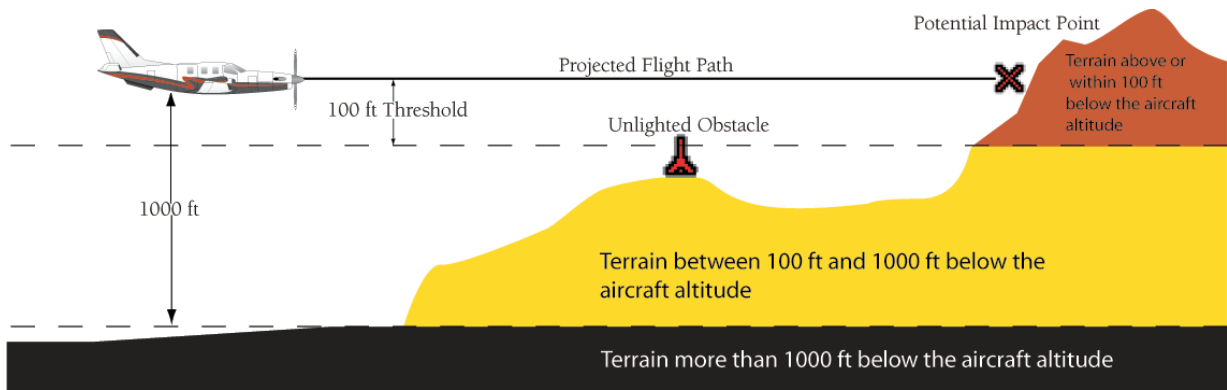 Potential Impact Point
Projected Flight Path
Terrain above or
within 100 ft
below the aircraft
altitude
100 ft Threshold
Unlighted Obstacle
1000 ft
Terrain between 100 ft and 1000 ft below the
aircraft altitude
Terrain more than 1000 ft below the aircraft altitude